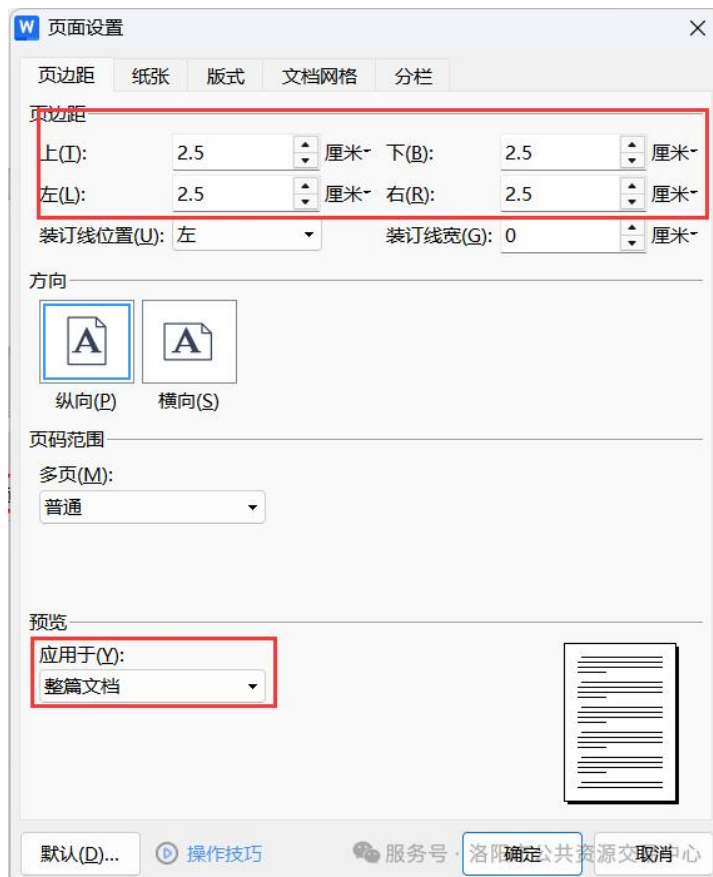 W 页面设置
页边距 纸张 版式 文档网格 分栏
页边距
上(T): 2.5 厘米 下(B): 2.5 厘米
左(L): 2.5 厘米 右(R): 2.5 厘米
装订线位置(U): 左 装订线宽(G): 0 厘米
方向
A A
纵向(P) 横向(S)
页码范围
多页(M):
普通
预览
应用于(Y):
整篇文档
默认(D)... 操作技巧 确定 取消
服务号 · 洛阳 公共资源交 中心